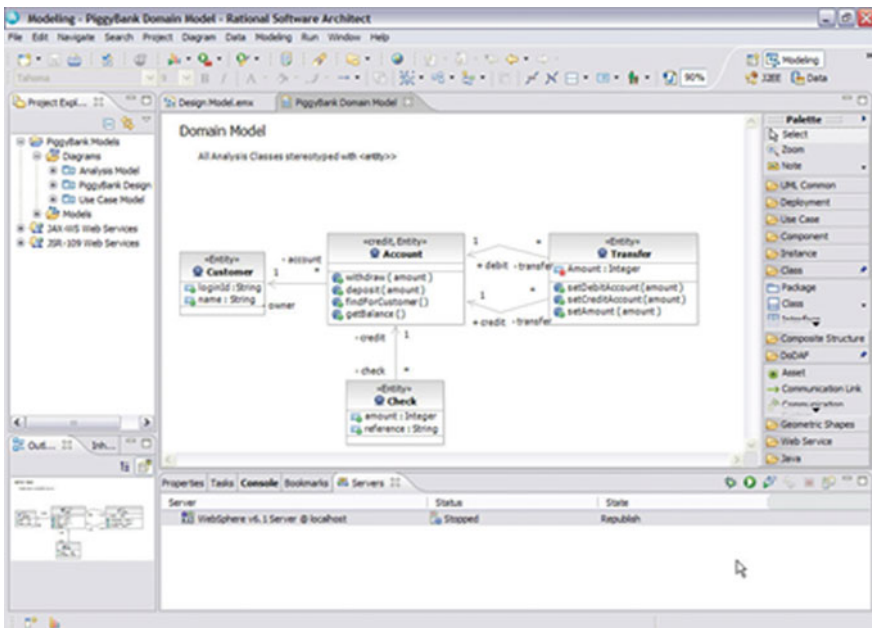 Modeling - PiggyBank Domain Model - Rational Software Architect
File Edit Navigate Search Project Diagram Data Modeling Run Window Help
Modeling
Tahoma
9
90%
J2EE
Data
Project Expl...
Design Model.emx
PiggyBank Domain Model
PiggyBank Models
Diagrams
Analysis Model
PiggyBank Design
Use Case Model
Models
JAX-WS Web Services
JSR-109 Web Services
Domain Model
All Analysis Classes stereotyped with <entity>>
«Entity»
Customer
loginId : String
name : String
- account
1 *
- owner
«credit, Entity»
Account
withdraw ( amount )
deposit ( amount )
findForCustomer ( )
getBalance ( )
1 *
+ debit - transfer
1 *
+ credit - transfer
«Entity»
Transfer
Amount : Integer
setDebitAccount ( amount )
setCreditAccount ( amount )
setAmount ( amount )
- credit 1
- check *
«Entity»
Check
amount : Integer
reference : String
Palette
Select
Zoom
Note
UML Common
Deployment
Use Case
Component
Instance
Class
Package
Class
Interface
Composite Structure
DoDAF
Asset
Communication Link
Communication
Geometric Shapes
Web Service
Java
Out...
Inh...
Properties Tasks Console Bookmarks Servers
Server Status State
WebSphere v6.1 Server @ localhost Stopped Republish